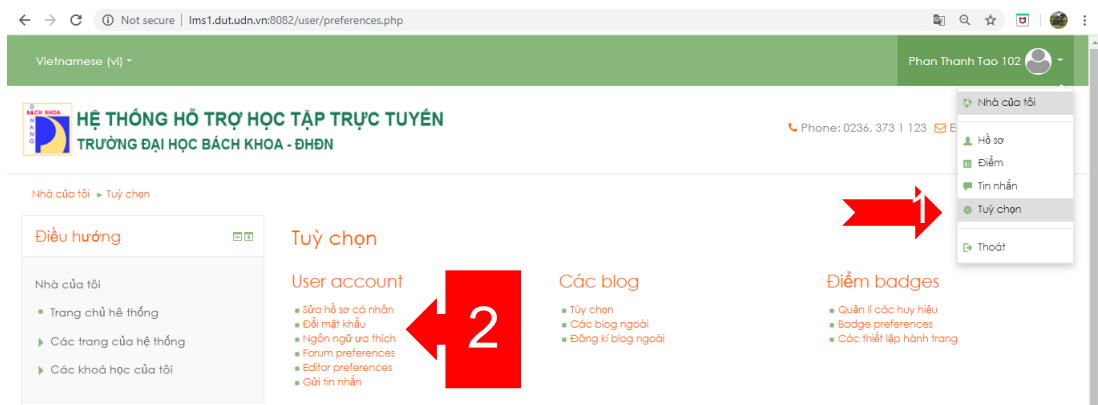 Not secure | lms1.dut.udn.vn:8082/user/preferences.php
Vietnamese (vi)
Phan Thanh Tao 102
BÁCH KHOA
HỆ THỐNG HỖ TRỢ HỌC TẬP TRỰC TUYẾN
TRƯỜNG ĐẠI HỌC BÁCH KHOA - ĐHĐN
Phone: 0236. 373 1 123
Nhà của tôi
Hồ sơ
Điểm
Tin nhắn
Tuỳ chọn
Thoát
1
Nhà của tôi ► Tuỳ chọn
Điều hướng
Nhà của tôi
Trang chủ hê thống
Các trang của hệ thống
Các khoá học của tôi
Tuỳ chọn
User account
Sửa hồ sơ cá nhân
Đổi mật khẩu
Ngôn ngữ ưa thích
Forum preferences
Editor preferences
Gửi tin nhắn
2
Các blog
Tùy chọn
Các blog ngoài
Đăng kí blog ngoài
Điểm badges
Quản lí các huy hiệu
Badge preferences
Các thiết lập hành trang